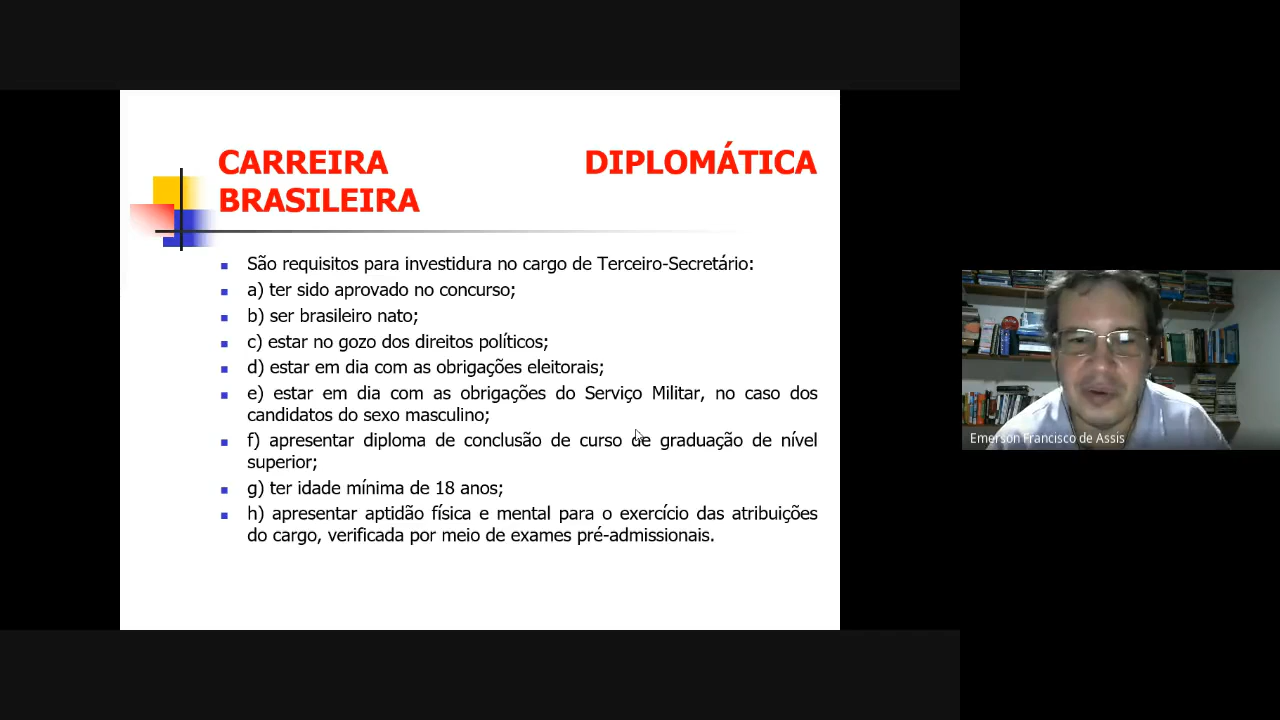 CARREIRA DIPLOMÁTICA
BRASILEIRA
São requisitos para investidura no cargo de Terceiro-Secretário:
a) ter sido aprovado no concurso;
b) ser brasileiro nato;
c) estar no gozo dos direitos políticos;
d) estar em dia com as obrigações eleitorais;
e) estar em dia com as obrigações do Serviço Militar, no caso dos
candidatos do sexo masculino;
f) apresentar diploma de conclusão de curso de graduação de nível
superior;
g) ter idade mínima de 18 anos;
h) apresentar aptidão física e mental para o exercício das atribuições
do cargo, verificada por meio de exames pré-admissionais.
Emerson Francisco de Assis